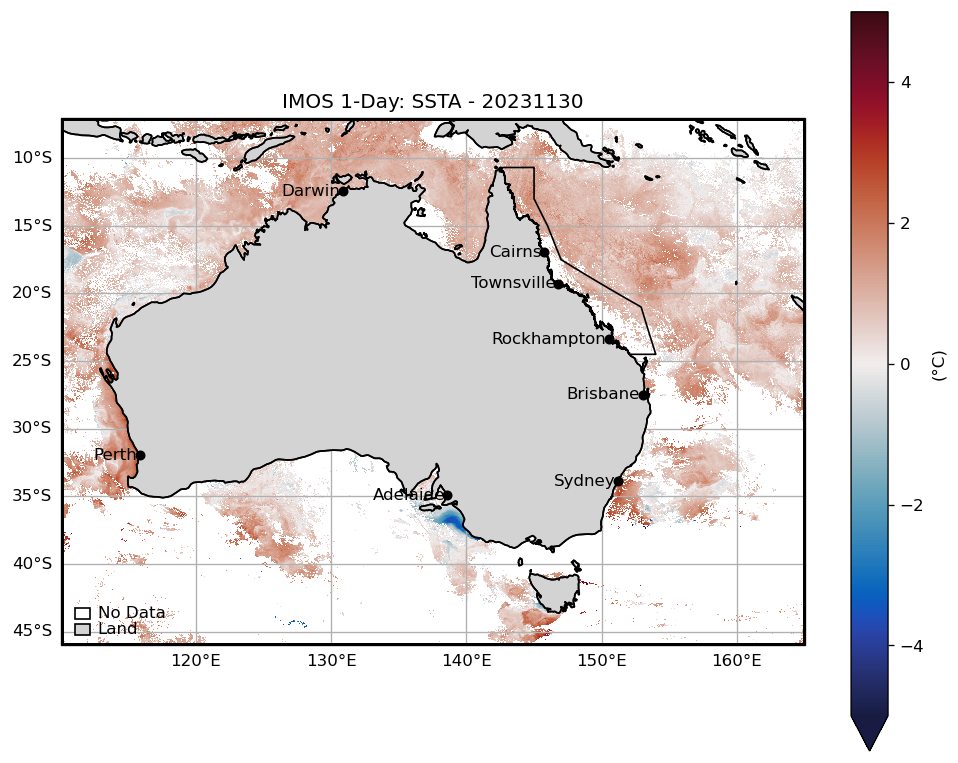 IMOS 1-Day: SSTA - 20231130
10°S
15°S
20°S
25°S
30°S
35°S
40°S
45°S
Darwin
Cairns
Townsville
Rockhampton
Brisbane
Perth
Sydney
Adelaide
No Data
Land
120°E
130°E
140°E
150°E
160°E
4
2
0
−2
−4
(°C)